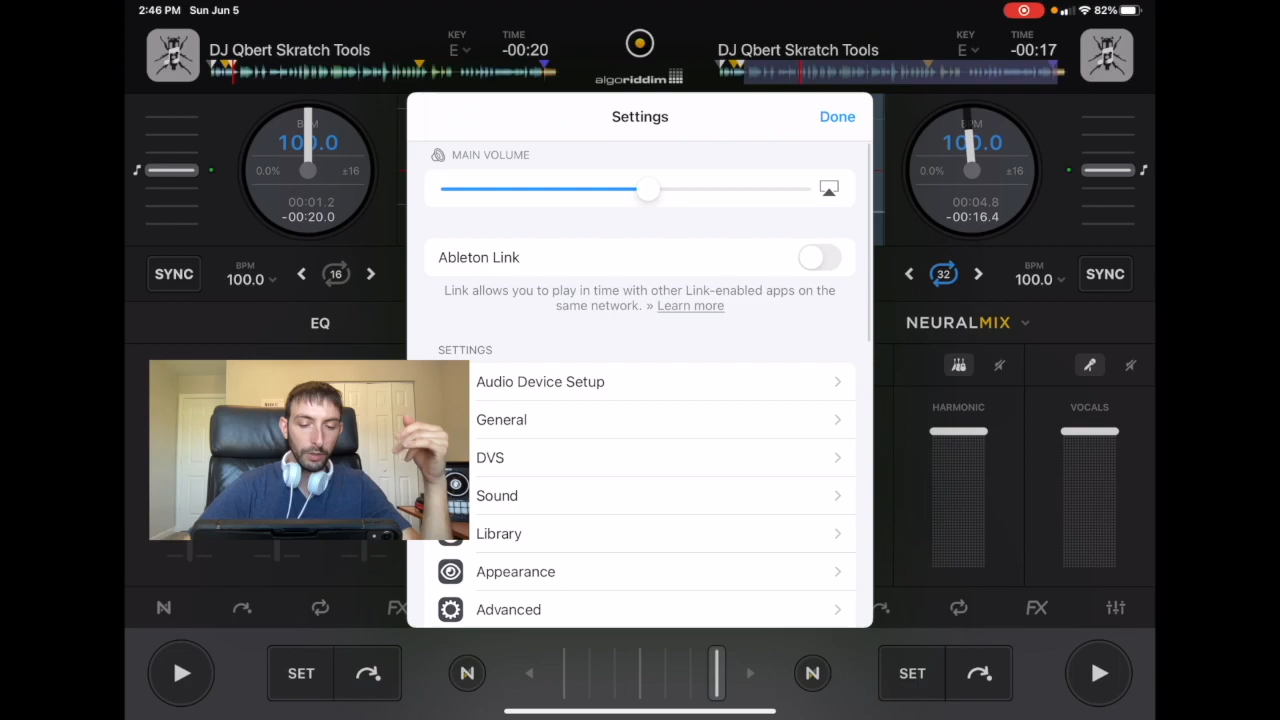 2:46 PM Sun Jun 5
82%
DJ Qbert Skratch Tools
KEY
E
TIME
-00:20
algoriddim
DJ Qbert Skratch Tools
KEY
E
TIME
-00:17
Settings
Done
MAIN VOLUME
100.0
0.0%
±16
00:01.2
-00:20.0
BPM
100.0
0.0%
±16
00:04.8
-00:16.4
Ableton Link
Link allows you to play in time with other Link-enabled apps on the
same network. » Learn more
SYNC
BPM
100.0
16
32
BPM
100.0
SYNC
EQ
NEURALMIX
SETTINGS
Audio Device Setup
General
DVS
Sound
Library
Appearance
Advanced
HARMONIC
VOCALS
N
FX
FX
SET
N
N
SET